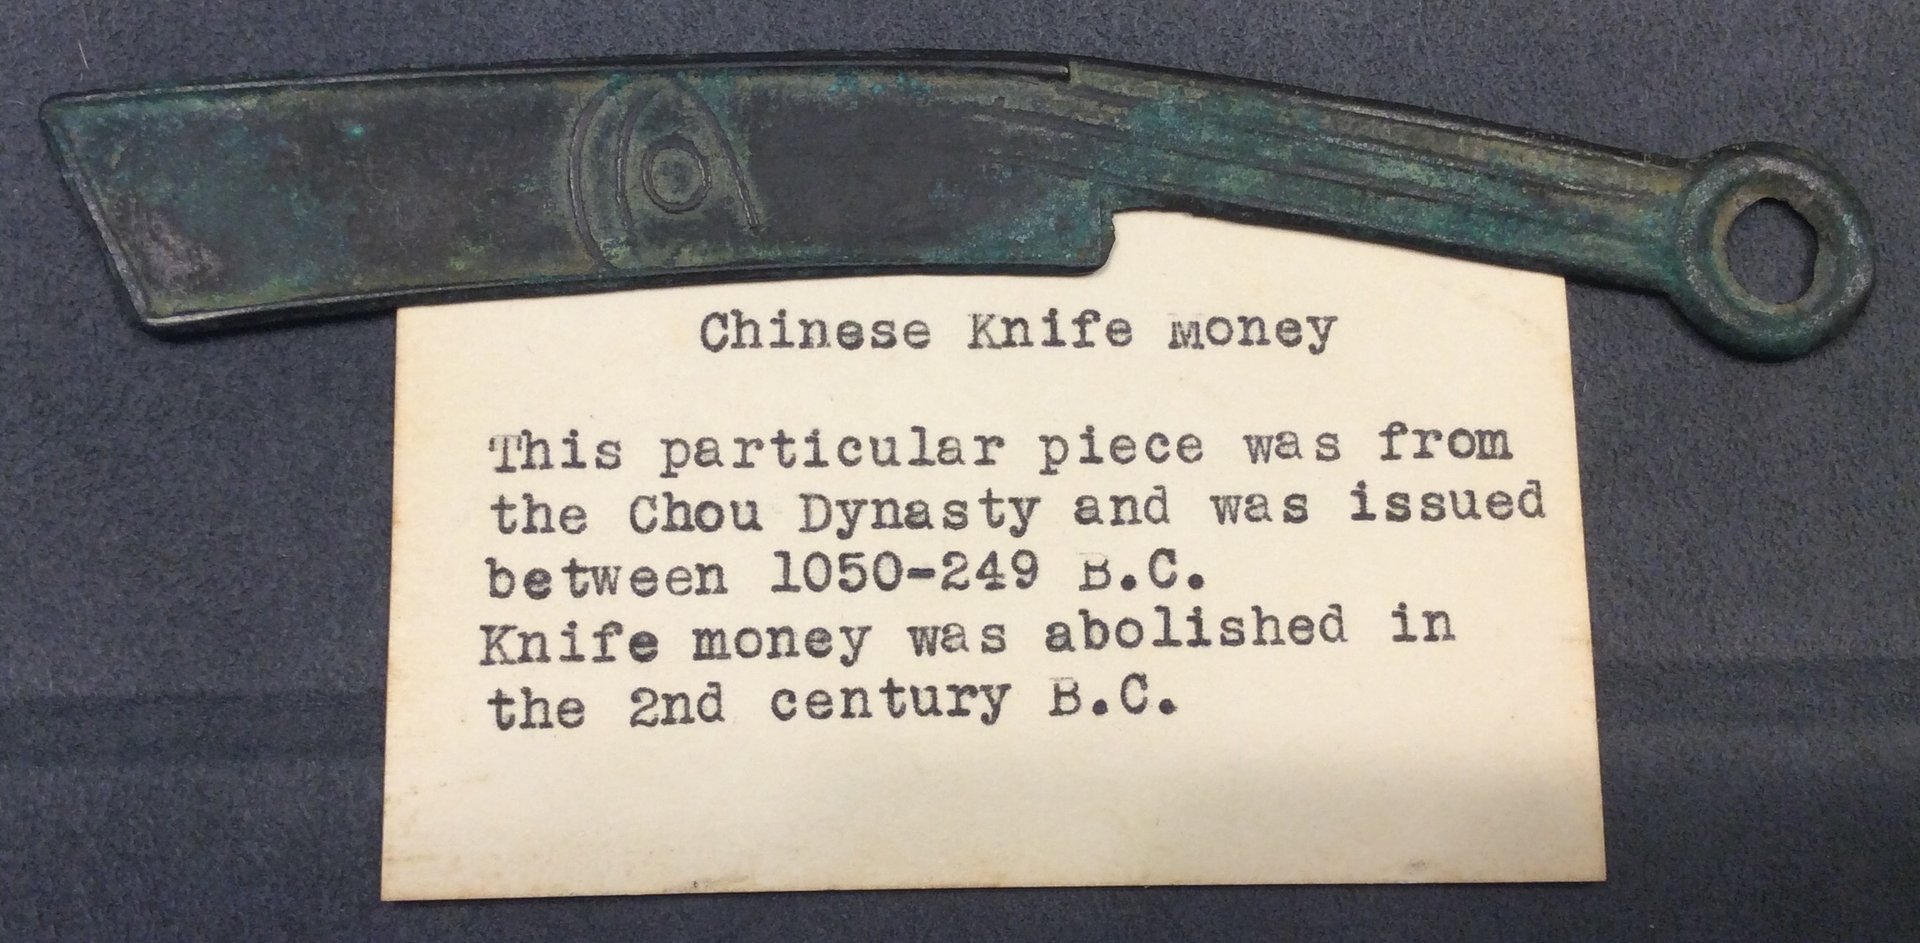 Chinese Knife Money
This particular piece was from
the Chou Dynasty and was issued
between 1050-249 B.C.
Knife money was abolished in
the 2nd century B.C.